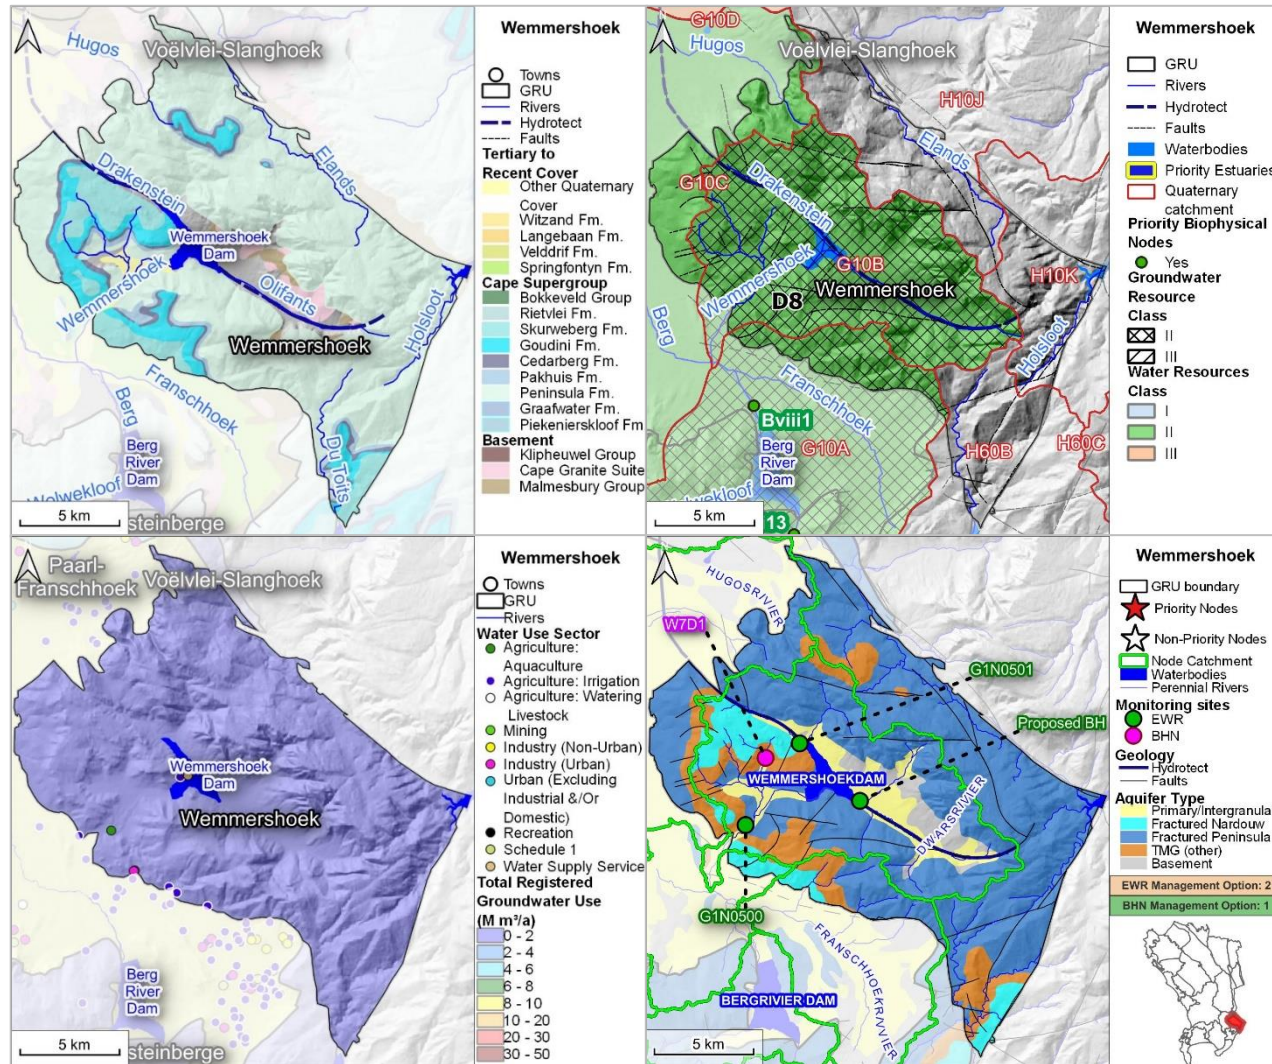 Hugos
Voëlvlei-Slanghoek
Elands
Drakenstein
Wemmershoek
Dam
Wemmershoek
Olifants
Wemmershoek
Holsloot
Franschhoek
Berg
Berg
River
Dam
Wolwekloof
Du Toits
steinberge
5 km
Wemmershoek
Towns
GRU
Rivers
Hydrotect
Faults
Tertiary to
Recent Cover
Other Quaternary
Cover
Witzand Fm.
Langebaan Fm.
Velddrif Fm.
Springfontyn Fm.
Cape Supergroup
Bokkeveld Group
Rietvlei Fm.
Skurweberg Fm.
Goudini Fm.
Cedarberg Fm.
Pakhuis Fm.
Peninsula Fm.
Graafwater Fm.
Piekenierskloof Fm
Basement
Klipheuwel Group
Cape Granite Suite
Malmesbury Group
G10D
Hugos
Voëlvlei-Slanghoek
H10J
Elands
G10C
Drakenstein
G10B
Wemmershoek
Wemmershoek
D8
H10K
Holsloot
Berg
Franschhoek
Bviii1
G10A
Berg
River
Dam
H60B
H60C
olwekloof
13
steinberge
5 km
Wemmershoek
GRU
Rivers
Hydrotect
Faults
Waterbodies
Priority Estuaries
Quaternary
catchment
Priority Biophysical
Nodes
Yes
Groundwater
Resource
Class
II
III
Water Resources
Class
I
II
III
Paarl-
Franschhoek
Voëlvlei-Slanghoek
Wemmershoek
Dam
Wemmershoek
Berg
River
Dam
steinberge
5 km
Wemmershoek
Towns
GRU
Rivers
Water Use Sector
Agriculture:
Aquaculture
Agriculture: Irrigation
Agriculture: Watering
Livestock
Mining
Industry (Non-Urban)
Industry (Urban)
Urban (Excluding
Industrial &/Or
Domestic)
Recreation
Schedule 1
Water Supply Service
Total Registered
Groundwater Use
(M m³/a)
0 - 2
2 - 4
4 - 6
6 - 8
8 - 10
10 - 20
20 - 30
30 - 50
HUGOSRIVIER
W7D1
G1N0501
Proposed BH
WEMMERSHOEKDAM
DWARSRIVIER
G1N0500
FRANSCHHOEKRIVIER
BERGRIVIER DAM
5 km
Wemmershoek
GRU boundary
Priority Nodes
Non-Priority Nodes
Node Catchment
Waterbodies
Perennial Rivers
Monitoring sites
EWR
BHN
Geology
Hydrotect
Faults
Aquifer Type
Primary/Intergranula
Fractured Nardouw
Fractured Peninsula
TMG (other)
Basement
EWR Management Option: 2
BHN Management Option: 1